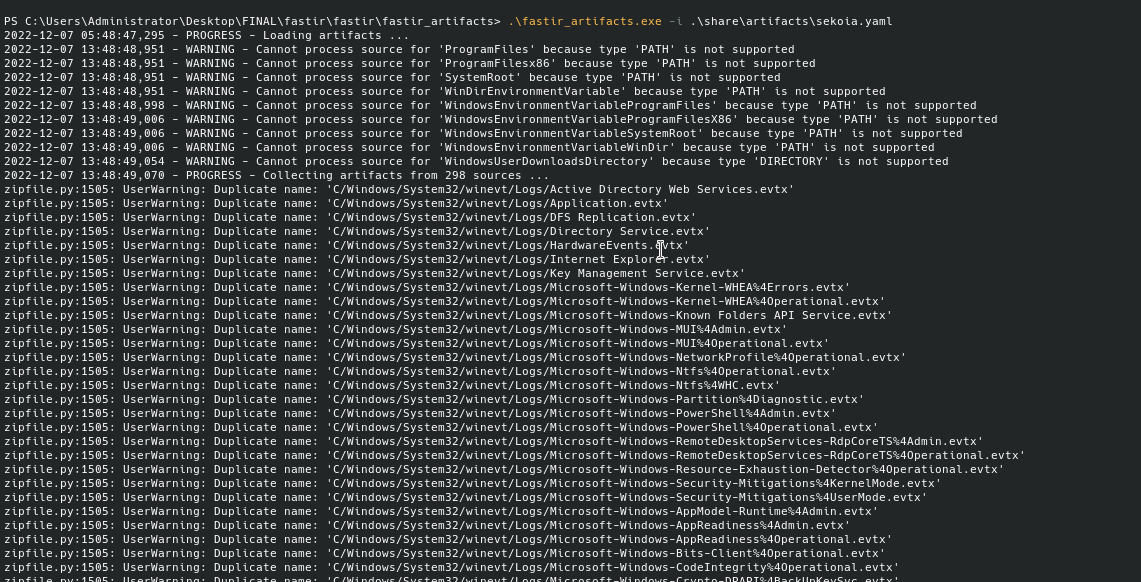 PS C:\Users\Administrator\Desktop\FINAL\fastir\fastir\fastir_artifacts> .\fastir_artifacts.exe -i .\share\artifacts\sekoia.yaml
2022-12-07 05:48:47,295 - PROGRESS - Loading artifacts ...
2022-12-07 13:48:48,951 - WARNING - Cannot process source for 'ProgramFiles' because type 'PATH' is not supported
2022-12-07 13:48:48,951 - WARNING - Cannot process source for 'ProgramFilesx86' because type 'PATH' is not supported
2022-12-07 13:48:48,951 - WARNING - Cannot process source for 'SystemRoot' because type 'PATH' is not supported
2022-12-07 13:48:48,951 - WARNING - Cannot process source for 'WinDirEnvironmentVariable' because type 'PATH' is not supported
2022-12-07 13:48:48,998 - WARNING - Cannot process source for 'WindowsEnvironmentVariableProgramFiles' because type 'PATH' is not supported
2022-12-07 13:48:49,006 - WARNING - Cannot process source for 'WindowsEnvironmentVariableProgramFilesX86' because type 'PATH' is not supported
2022-12-07 13:48:49,006 - WARNING - Cannot process source for 'WindowsEnvironmentVariableSystemRoot' because type 'PATH' is not supported
2022-12-07 13:48:49,006 - WARNING - Cannot process source for 'WindowsEnvironmentVariableWinDir' because type 'PATH' is not supported
2022-12-07 13:48:49,054 - WARNING - Cannot process source for 'WindowsUserDownloadsDirectory' because type 'DIRECTORY' is not supported
2022-12-07 13:48:49,070 - PROGRESS - Collecting artifacts from 298 sources ...
zipfile.py:1505: UserWarning: Duplicate name: 'C/Windows/System32/winevt/Logs/Active Directory Web Services.evtx'
zipfile.py:1505: UserWarning: Duplicate name: 'C/Windows/System32/winevt/Logs/Application.evtx'
zipfile.py:1505: UserWarning: Duplicate name: 'C/Windows/System32/winevt/Logs/DFS Replication.evtx'
zipfile.py:1505: UserWarning: Duplicate name: 'C/Windows/System32/winevt/Logs/Directory Service.evtx'
zipfile.py:1505: UserWarning: Duplicate name: 'C/Windows/System32/winevt/Logs/HardwareEvents.evtx'
zipfile.py:1505: UserWarning: Duplicate name: 'C/Windows/System32/winevt/Logs/Internet Explorer.evtx'
zipfile.py:1505: UserWarning: Duplicate name: 'C/Windows/System32/winevt/Logs/Key Management Service.evtx'
zipfile.py:1505: UserWarning: Duplicate name: 'C/Windows/System32/winevt/Logs/Microsoft-Windows-Kernel-WHEA%4Errors.evtx'
zipfile.py:1505: UserWarning: Duplicate name: 'C/Windows/System32/winevt/Logs/Microsoft-Windows-Kernel-WHEA%4Operational.evtx'
zipfile.py:1505: UserWarning: Duplicate name: 'C/Windows/System32/winevt/Logs/Microsoft-Windows-Known Folders API Service.evtx'
zipfile.py:1505: UserWarning: Duplicate name: 'C/Windows/System32/winevt/Logs/Microsoft-Windows-MUI%4Admin.evtx'
zipfile.py:1505: UserWarning: Duplicate name: 'C/Windows/System32/winevt/Logs/Microsoft-Windows-MUI%4Operational.evtx'
zipfile.py:1505: UserWarning: Duplicate name: 'C/Windows/System32/winevt/Logs/Microsoft-Windows-NetworkProfile%4Operational.evtx'
zipfile.py:1505: UserWarning: Duplicate name: 'C/Windows/System32/winevt/Logs/Microsoft-Windows-Ntfs%4Operational.evtx'
zipfile.py:1505: UserWarning: Duplicate name: 'C/Windows/System32/winevt/Logs/Microsoft-Windows-Ntfs%4WHC.evtx'
zipfile.py:1505: UserWarning: Duplicate name: 'C/Windows/System32/winevt/Logs/Microsoft-Windows-Partition%4Diagnostic.evtx'
zipfile.py:1505: UserWarning: Duplicate name: 'C/Windows/System32/winevt/Logs/Microsoft-Windows-PowerShell%4Admin.evtx'
zipfile.py:1505: UserWarning: Duplicate name: 'C/Windows/System32/winevt/Logs/Microsoft-Windows-PowerShell%4Operational.evtx'
zipfile.py:1505: UserWarning: Duplicate name: 'C/Windows/System32/winevt/Logs/Microsoft-Windows-RemoteDesktopServices-RdpCoreTS%4Admin.evtx'
zipfile.py:1505: UserWarning: Duplicate name: 'C/Windows/System32/winevt/Logs/Microsoft-Windows-RemoteDesktopServices-RdpCoreTS%4Operational.evtx'
zipfile.py:1505: UserWarning: Duplicate name: 'C/Windows/System32/winevt/Logs/Microsoft-Windows-Resource-Exhaustion-Detector%4Operational.evtx'
zipfile.py:1505: UserWarning: Duplicate name: 'C/Windows/System32/winevt/Logs/Microsoft-Windows-Security-Mitigations%4KernelMode.evtx'
zipfile.py:1505: UserWarning: Duplicate name: 'C/Windows/System32/winevt/Logs/Microsoft-Windows-Security-Mitigations%4UserMode.evtx'
zipfile.py:1505: UserWarning: Duplicate name: 'C/Windows/System32/winevt/Logs/Microsoft-Windows-AppModel-Runtime%4Admin.evtx'
zipfile.py:1505: UserWarning: Duplicate name: 'C/Windows/System32/winevt/Logs/Microsoft-Windows-AppReadiness%4Admin.evtx'
zipfile.py:1505: UserWarning: Duplicate name: 'C/Windows/System32/winevt/Logs/Microsoft-Windows-AppReadiness%4Operational.evtx'
zipfile.py:1505: UserWarning: Duplicate name: 'C/Windows/System32/winevt/Logs/Microsoft-Windows-Bits-Client%4Operational.evtx'
zipfile.py:1505: UserWarning: Duplicate name: 'C/Windows/System32/winevt/Logs/Microsoft-Windows-CodeIntegrity%4Operational.evtx'
zipfile.py:1505: UserWarning: Duplicate name: 'C/Windows/System32/winevt/Logs/Microsoft-Windows-Crypto-DPAPI%4BackUpKeySvc.evtx'